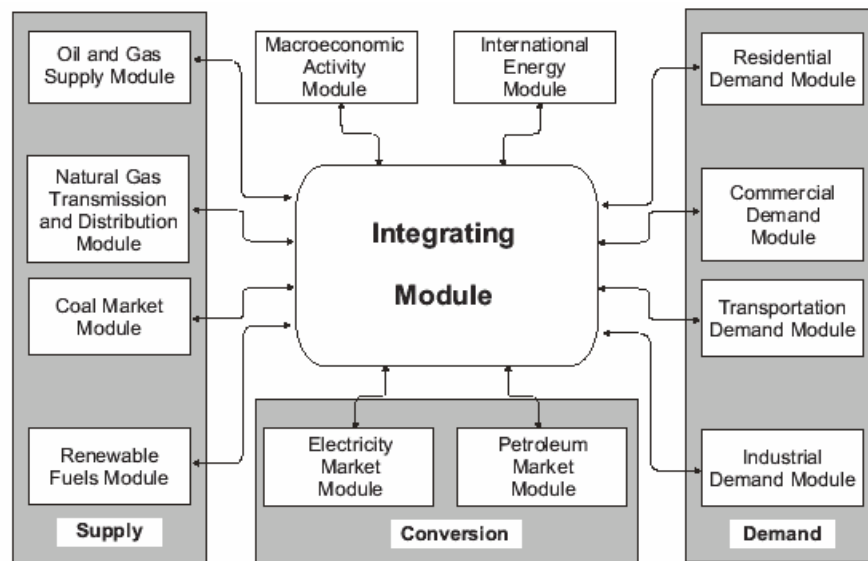 Oil and Gas
Supply Module
Natural Gas
Transmission
and Distribution
Module
Coal Market
Module
Renewable
Fuels Module
Supply
Macroeconomic
Activity
Module
International
Energy
Module
Integrating
Module
Electricity
Market
Module
Petroleum
Market
Module
Conversion
Residential
Demand Module
Commercial
Demand
Module
Transportation
Demand Module
Industrial
Demand Module
Demand